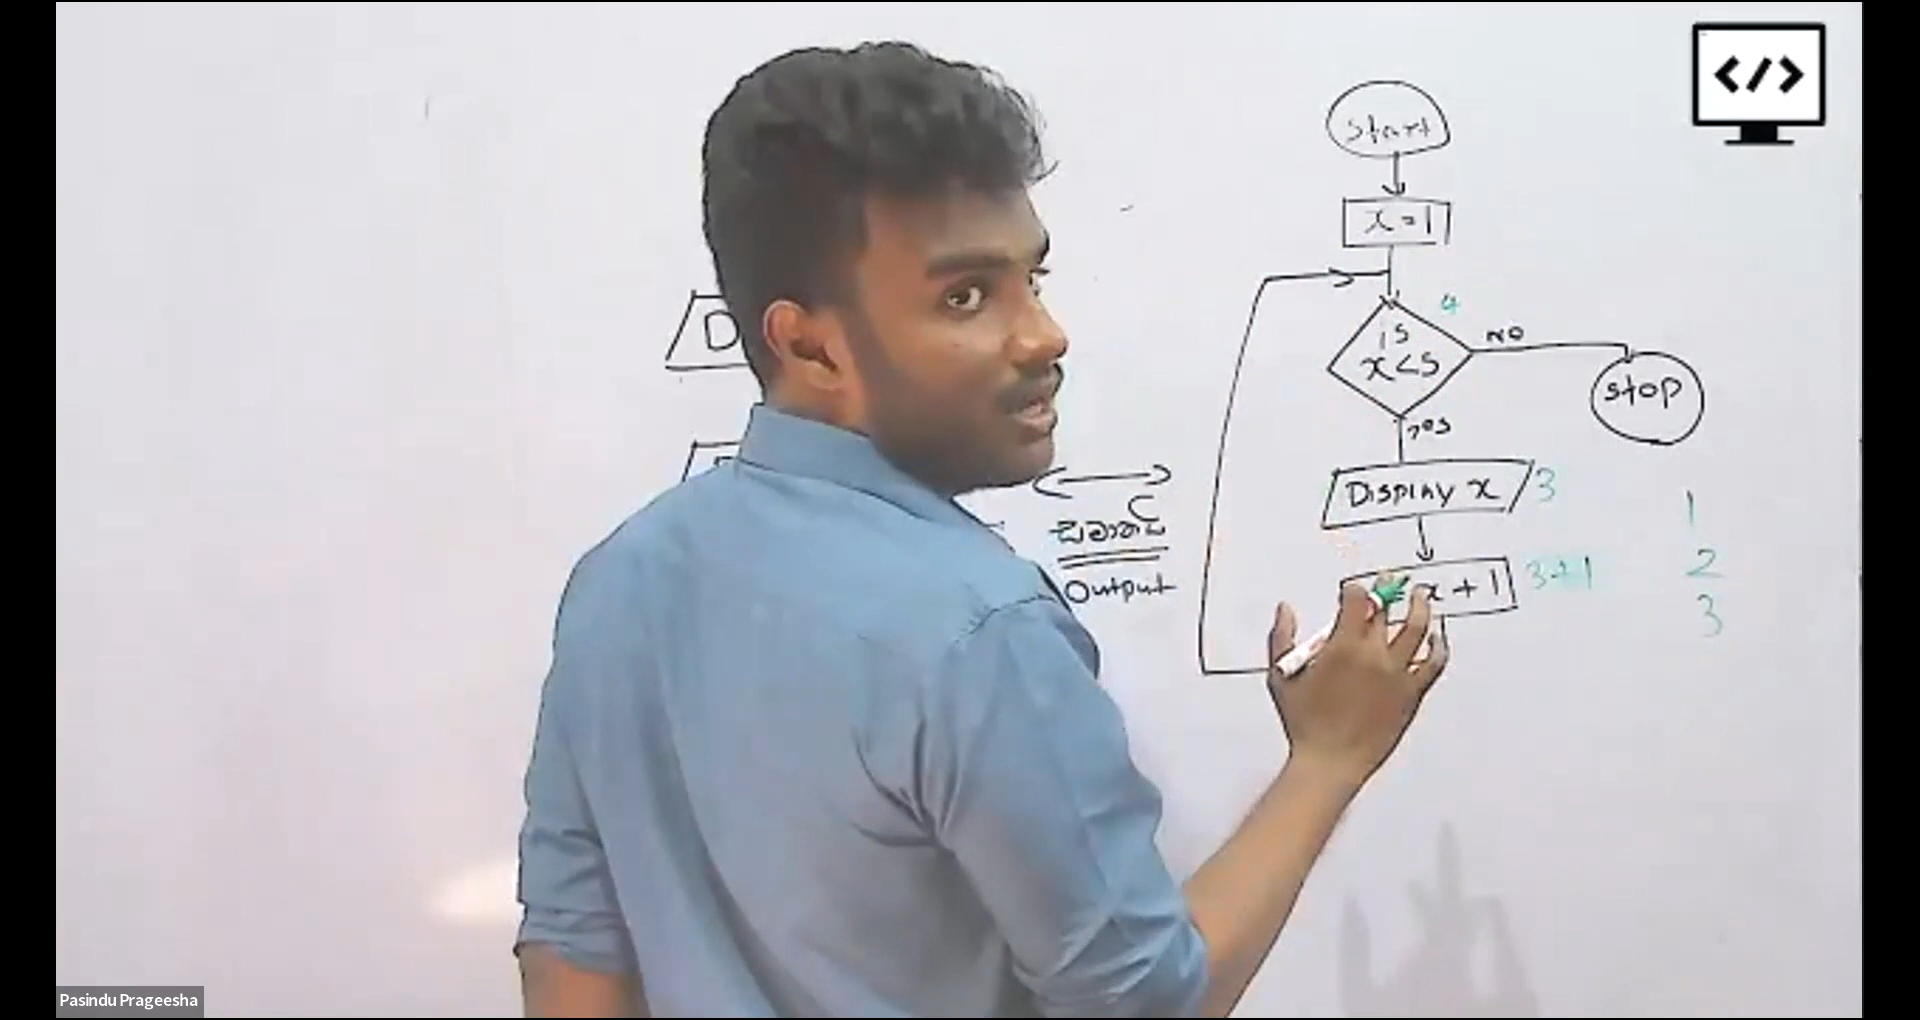 </>
Start
x = 1
4
is
x < 5
no
stop
yes
D
Display x
3
සමාන්‍ය
Output
x + 1
3+1
1
2
3
Pasindu Prageesha